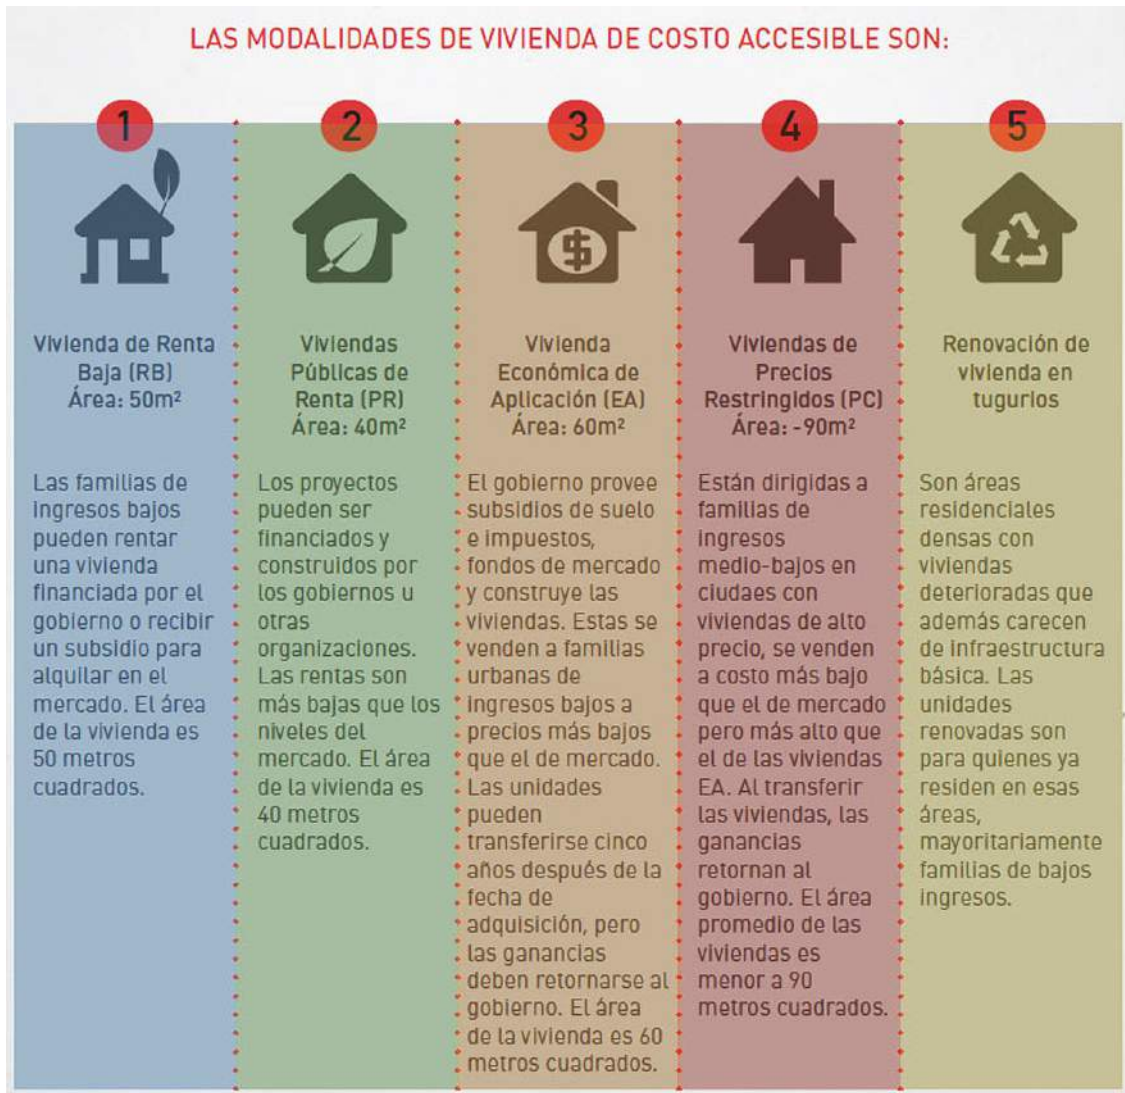 LAS MODALIDADES DE VIVIENDA DE COSTO ACCESIBLE SON:
1
Vivienda de Renta
Baja (RB)
Área: 50m²
Las familias de
ingresos bajos
pueden rentar
una vivienda
financiada por el
gobierno o recibir
un subsidio para
alquilar en el
mercado. El área
de la vivienda es
50 metros
cuadrados.
2
Viviendas
Públicas de
Renta (PR)
Área: 40m²
Los proyectos
pueden ser
financiados y
construidos por
los gobiernos u
otras
organizaciones.
Las rentas son
más bajas que los
niveles del
mercado. El área
de la vivienda es
40 metros
cuadrados.
3
$
Vivienda
Económica de
Aplicación (EA)
Área: 60m²
El gobierno provee
subsidios de suelo
e impuestos,
fondos de mercado
y construye las
viviendas. Estas se
venden a familias
urbanas de
ingresos bajos a
precios más bajos
que el de mercado.
Las unidades
pueden
transferirse cinco
años después de la
fecha de
adquisición, pero
las ganancias
deben retornarse al
gobierno. El área
de la vivienda es 60
metros cuadrados.
4
Viviendas de
Precios
Restringidos (PC)
Área: -90m²
Están dirigidas a
familias de
ingresos
medio-bajos en
ciudaes con
viviendas de alto
precio, se venden
a costo más bajo
que el de mercado
pero más alto que
el de las viviendas
EA. Al transferir
las viviendas, las
ganancias
retornan al
gobierno. El área
promedio de las
viviendas es
menor a 90
metros cuadrados.
5
Renovación de
vivienda en
tugurios
Son áreas
residenciales
densas con
viviendas
deterioradas que
además carecen
de infraestructura
básica. Las
unidades
renovadas son
para quienes ya
residen en esas
áreas,
mayoritariamente
familias de bajos
ingresos.